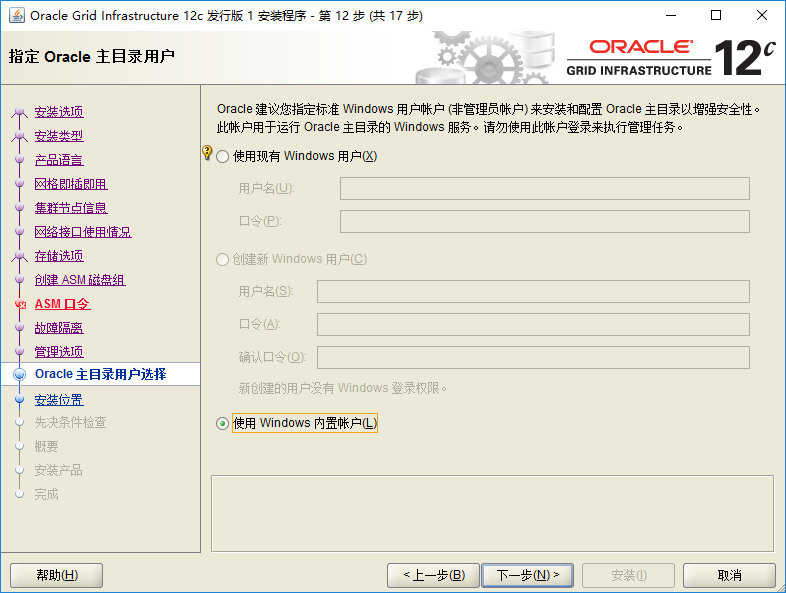 Oracle Grid Infrastructure 12c 发行版 1 安装程序 - 第 12 步 (共 17 步)
指定 Oracle 主目录用户
ORACLE
GRID INFRASTRUCTURE 12c
安装选项
安装类型
产品语言
网格即插即用
集群节点信息
网络接口使用情况
存储选项
创建 ASM 磁盘组
ASM 口令
故障隔离
管理选项
Oracle 主目录用户选择
安装位置
先决条件检查
概要
安装产品
完成
Oracle 建议您指定标准 Windows 用户帐户 (非管理员帐户) 来安装和配置 Oracle 主目录以增强安全性。
此帐户用于运行 Oracle 主目录的 Windows 服务。请勿使用此帐户登录来执行管理任务。
使用现有 Windows 用户(X)
用户名(U):
口令(P):
创建新 Windows 用户(C)
用户名(S):
口令(A):
确认口令(O):
新创建的用户没有 Windows 登录权限。
使用 Windows 内置帐户(L)
帮助(H)
< 上一步(B)
下一步(N) >
安装(I)
取消